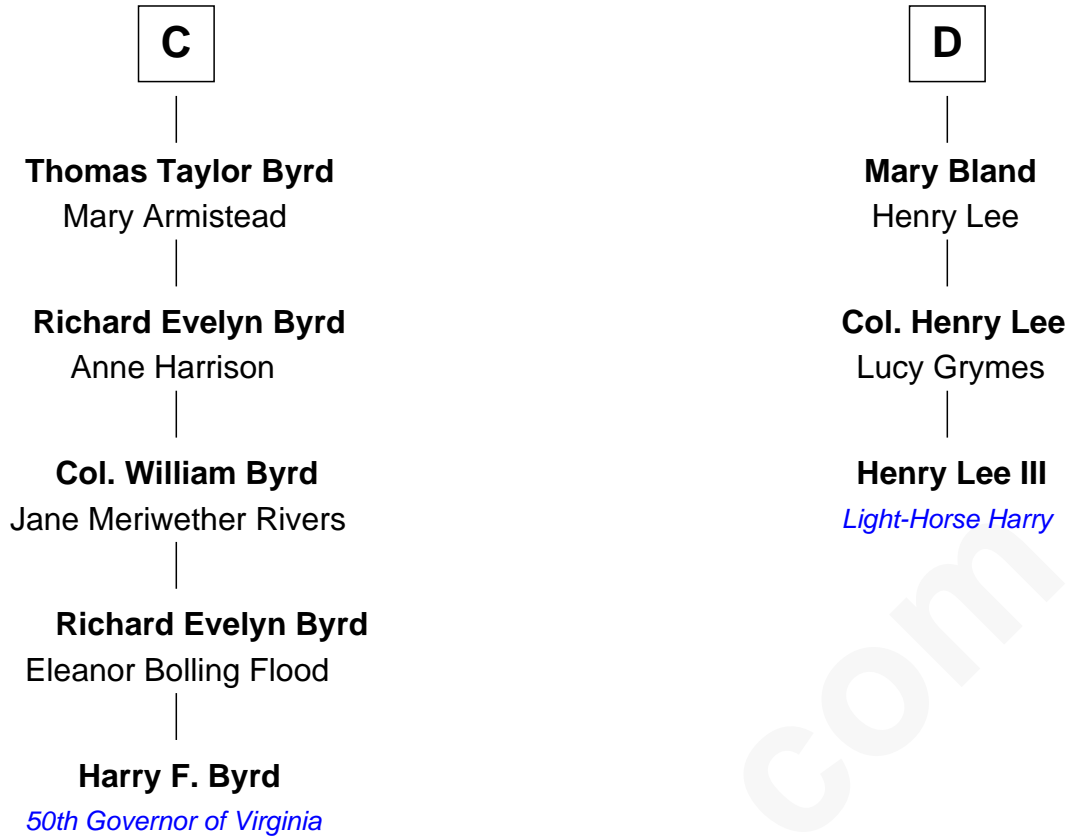 C
Thomas Taylor Byrd
Mary Armistead
Richard Evelyn Byrd
Anne Harrison
Col. William Byrd
Jane Meriwether Rivers
Richard Evelyn Byrd
Eleanor Bolling Flood
Harry F. Byrd
50th Governor of Virginia
D
Mary Bland
Henry Lee
Col. Henry Lee
Lucy Grymes
Henry Lee III
Light-Horse Harry
com